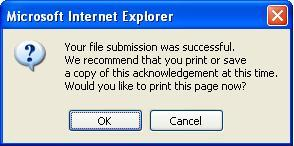 Microsoft Internet Explorer
Your file submission was successful.
We recommend that you print or save
a copy of this acknowledgement at this time.
Would you like to print this page now?
OK
Cancel